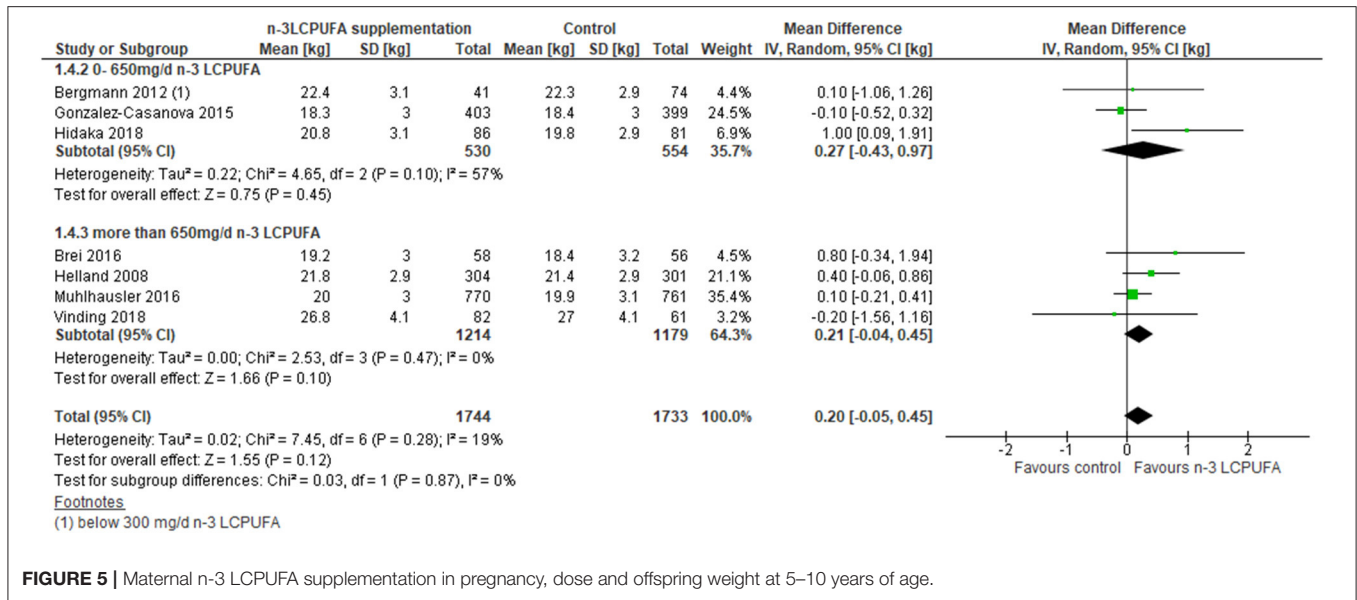 n-3LCPUFA supplementation Control Mean Difference Mean Difference
Study or Subgroup Mean [kg] SD [kg] Total Mean [kg] SD [kg] Total Weight IV, Random, 95% CI [kg] IV, Random, 95% CI [kg]
1.4.2 0- 650mg/d n-3 LCPUFA
Bergmann 2012 (1) 22.4 3.1 41 22.3 2.9 74 4.4% 0.10 [-1.06, 1.26]
Gonzalez-Casanova 2015 18.3 3 403 18.4 3 399 24.5% -0.10 [-0.52, 0.32]
Hidaka 2018 20.8 3.1 86 19.8 2.9 81 6.9% 1.00 [0.09, 1.91]
Subtotal (95% CI) 530 554 35.7% 0.27 [-0.43, 0.97]
Heterogeneity: Tau² = 0.22; Chi² = 4.65, df = 2 (P = 0.10); I² = 57%
Test for overall effect: Z = 0.75 (P = 0.45)
1.4.3 more than 650mg/d n-3 LCPUFA
Brei 2016 19.2 3 58 18.4 3.2 56 4.5% 0.80 [-0.34, 1.94]
Helland 2008 21.8 2.9 304 21.4 2.9 301 21.1% 0.40 [-0.06, 0.86]
Muhlhausler 2016 20 3 770 19.9 3.1 761 35.4% 0.10 [-0.21, 0.41]
Vinding 2018 26.8 4.1 82 27 4.1 61 3.2% -0.20 [-1.56, 1.16]
Subtotal (95% CI) 1214 1179 64.3% 0.21 [-0.04, 0.45]
Heterogeneity: Tau² = 0.00; Chi² = 2.53, df = 3 (P = 0.47); I² = 0%
Test for overall effect: Z = 1.66 (P = 0.10)
Total (95% CI) 1744 1733 100.0% 0.20 [-0.05, 0.45]
Heterogeneity: Tau² = 0.02; Chi² = 7.45, df = 6 (P = 0.28); I² = 19%
Test for overall effect: Z = 1.55 (P = 0.12)
Test for subgroup differences: Chi² = 0.03, df = 1 (P = 0.87), I² = 0%
-2 -1 0 1 2
Favours control Favours n-3 LCPUFA
Footnotes
(1) below 300 mg/d n-3 LCPUFA
FIGURE 5 | Maternal n-3 LCPUFA supplementation in pregnancy, dose and offspring weight at 5–10 years of age.